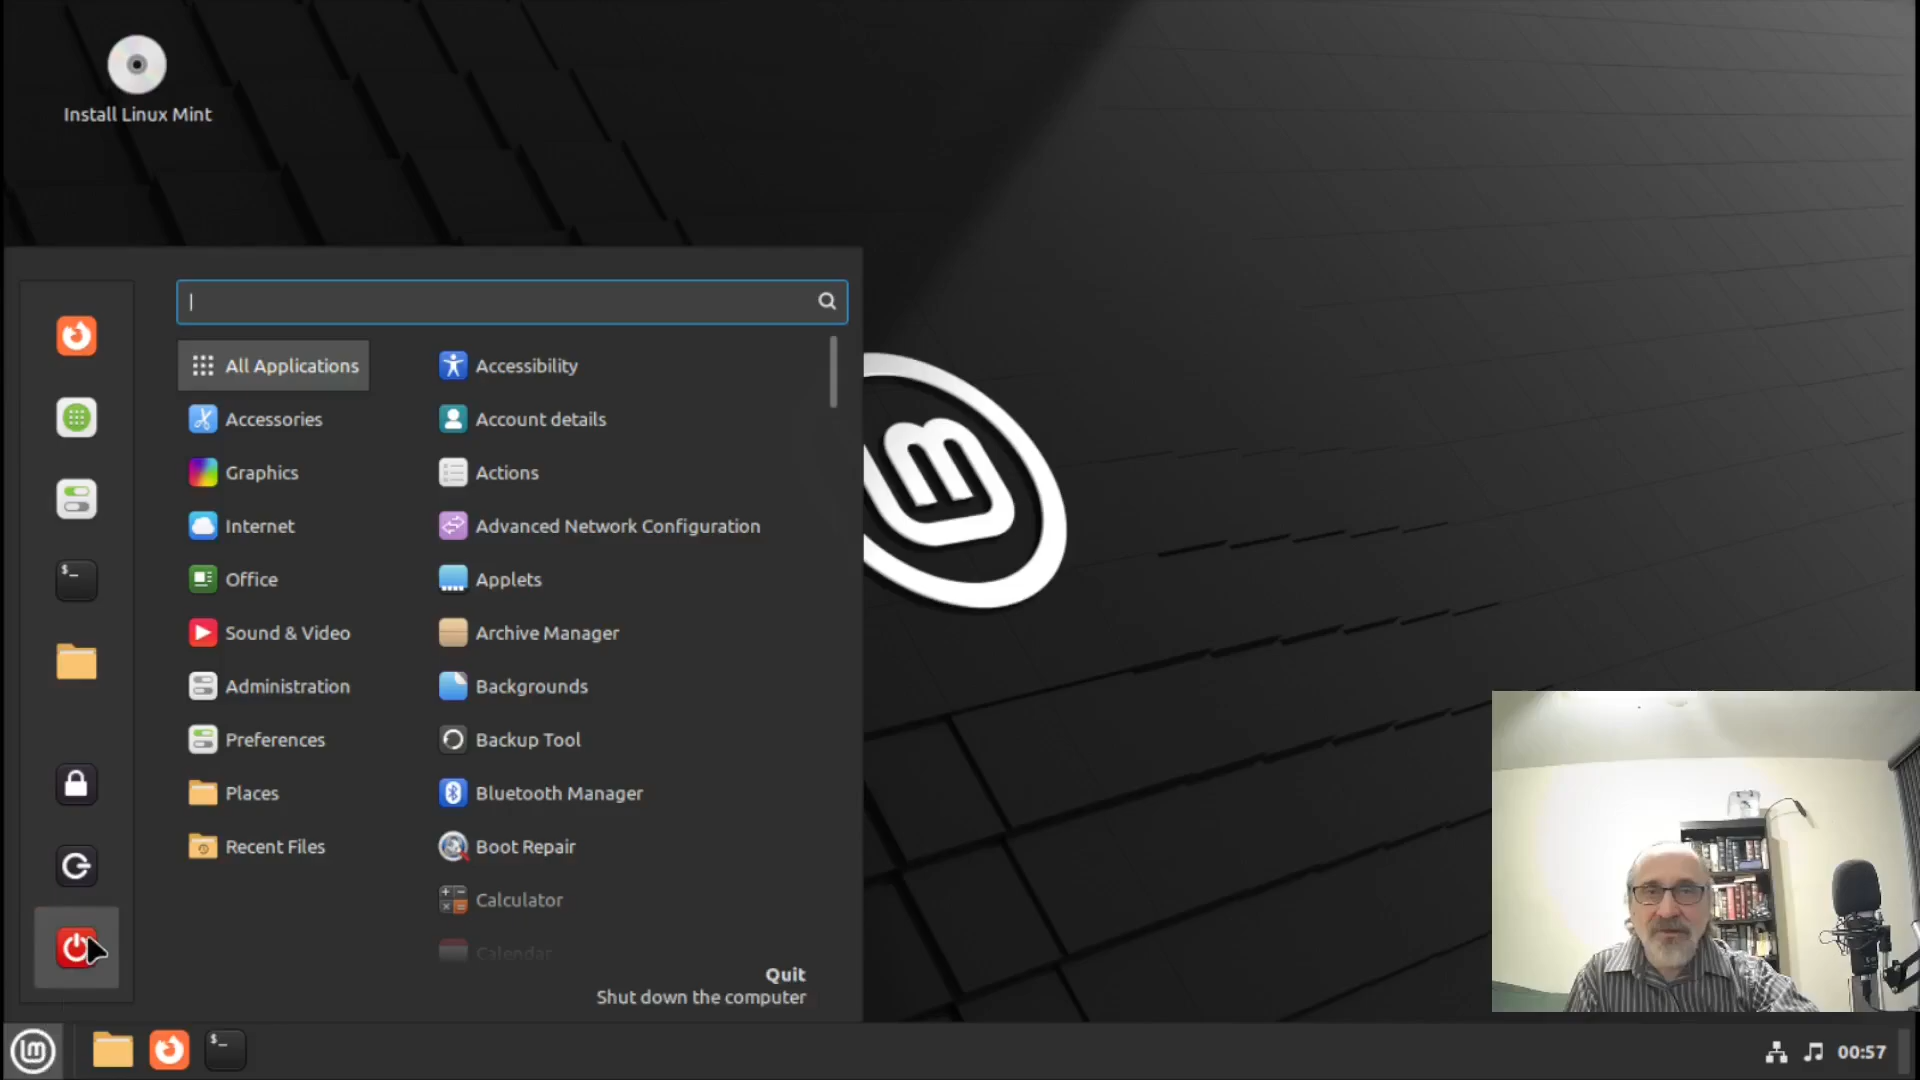 Install Linux Mint
All Applications
Accessories
Graphics
Internet
Office
Sound & Video
Administration
Preferences
Places
Recent Files
Accessibility
Account details
Actions
Advanced Network Configuration
Applets
Archive Manager
Backgrounds
Backup Tool
Bluetooth Manager
Boot Repair
Calculator
Calendar
Quit
Shut down the computer
$_
$_
00:57